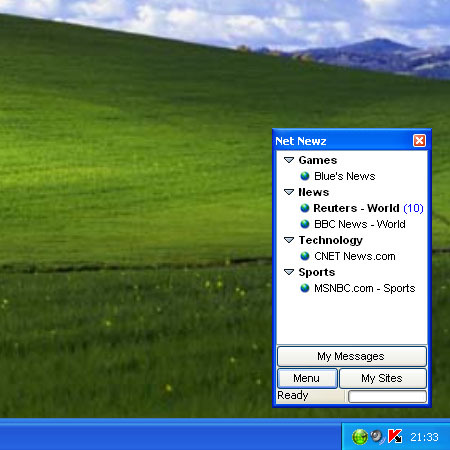 Net Newz
Games
Blue's News
News
Reuters - World (10)
BBC News - World
Technology
CNET News.com
Sports
MSNBC.com - Sports
My Messages
Menu My Sites
Ready
21:33